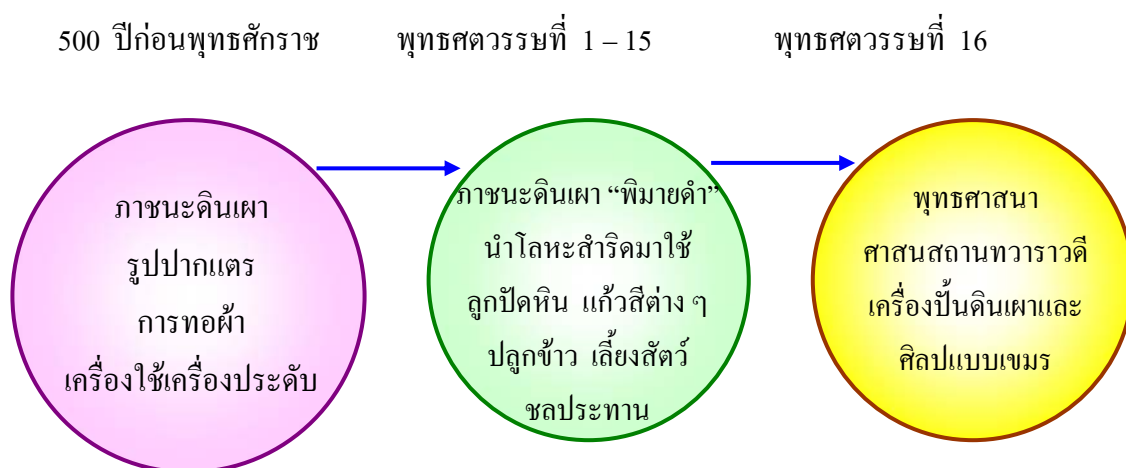 500 ปีก่อนพุทธศักราช
พุทธศตวรรษที่ 1 – 15
พุทธศตวรรษที่ 16
ภาชนะดินเผา
รูปปากแตร
การทอผ้า
เครื่องใช้เครื่องประดับ
ภาชนะดินเผา “พิมายดำ”
นำโลหะสำริดมาใช้
ลูกปัดหิน แก้วสีต่าง ๆ
ปลูกข้าว เลี้ยงสัตว์
ชลประทาน
พุทธศาสนา
ศาสนสถานทวาราวดี
เครื่องปั้นดินเผาและ
ศิลปแบบเขมร